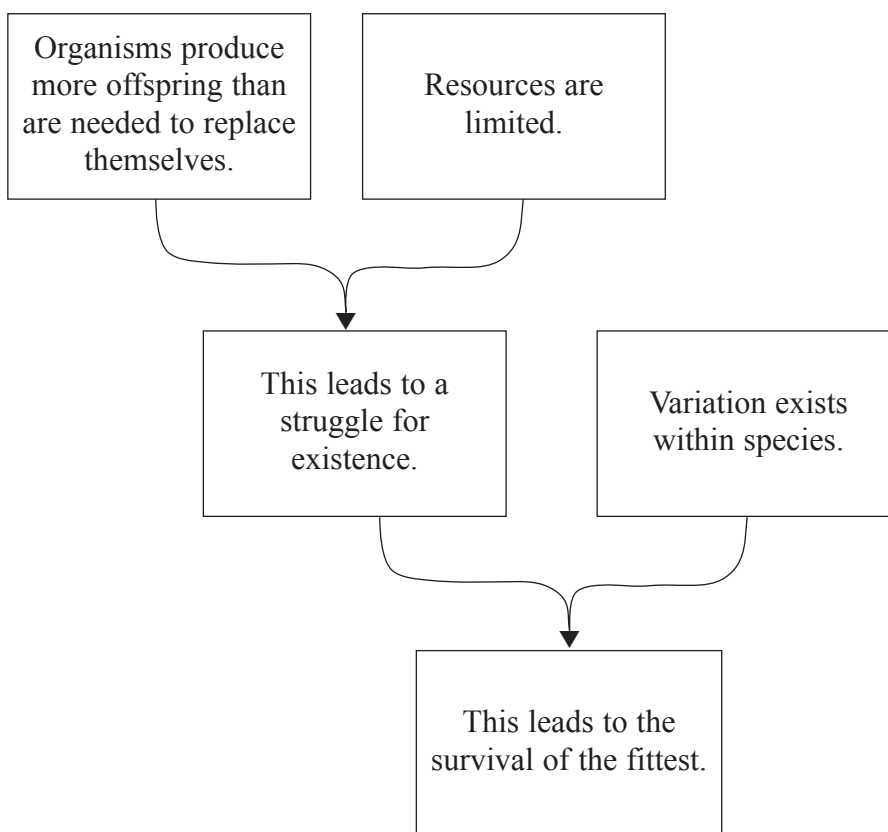 Organisms produce
more offspring than
are needed to replace
themselves.
Resources are
limited.
This leads to a
struggle for
existence.
Variation exists
within species.
This leads to the
survival of the fittest.